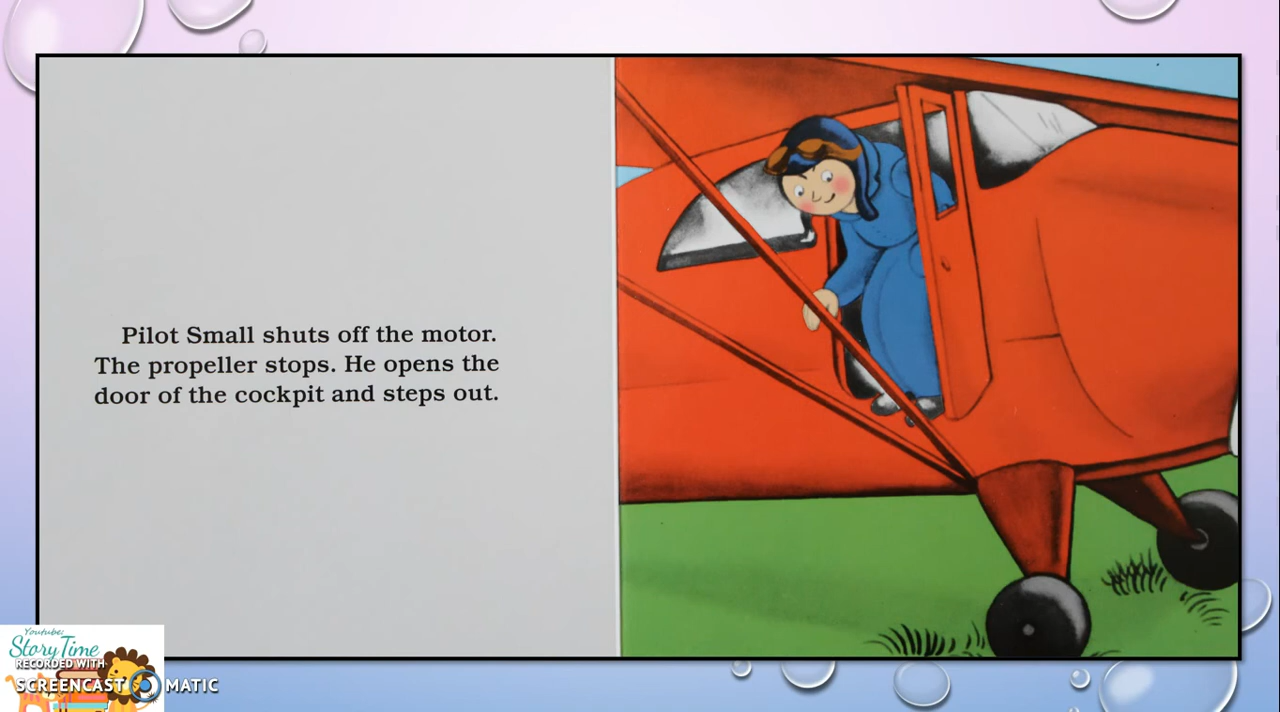 Pilot Small shuts off the motor.
The propeller stops. He opens the
door of the cockpit and steps out.
Youtube:
Story Time
RECORDED WITH
SCREENCAST MATIC